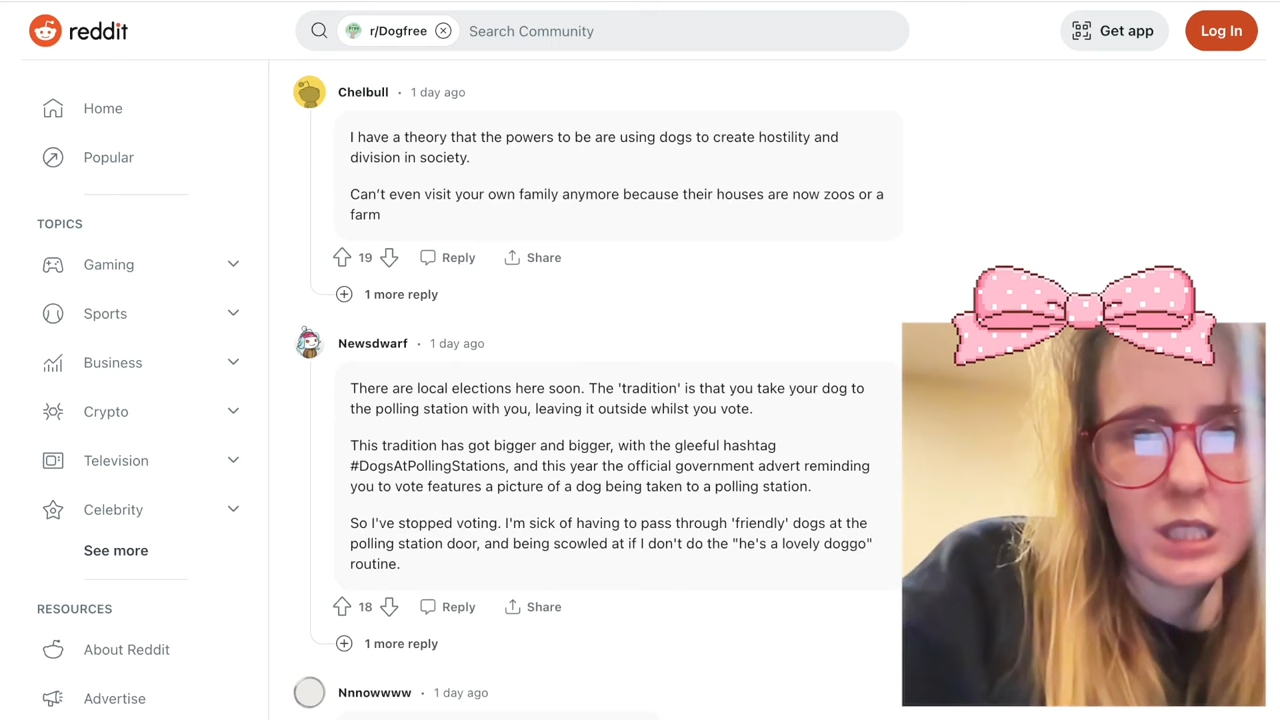 reddit
r/Dogfree
Search Community
Get app
Log In
Home
Popular
TOPICS
Gaming
Sports
Business
Crypto
Television
Celebrity
See more
RESOURCES
About Reddit
Advertise
Chelbull • 1 day ago
I have a theory that the powers to be are using dogs to create hostility and
division in society.
Can't even visit your own family anymore because their houses are now zoos or a
farm
19 Reply Share
1 more reply
Newsdwarf • 1 day ago
There are local elections here soon. The 'tradition' is that you take your dog to
the polling station with you, leaving it outside whilst you vote.
This tradition has got bigger and bigger, with the gleeful hashtag
#DogsAtPollingStations, and this year the official government advert reminding
you to vote features a picture of a dog being taken to a polling station.
So I've stopped voting. I'm sick of having to pass through 'friendly' dogs at the
polling station door, and being scowled at if I don't do the "he's a lovely doggo"
routine.
18 Reply Share
1 more reply
Nnnowwww • 1 day ago